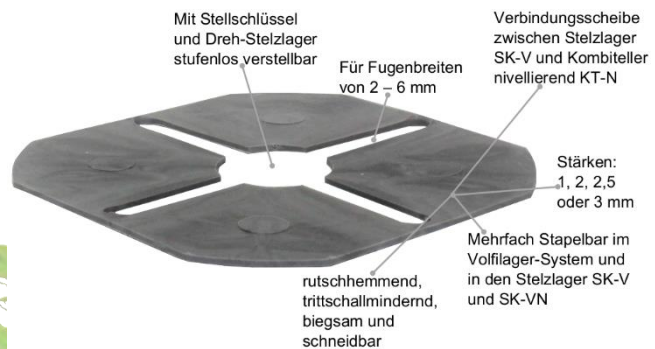 Mit Stellschlüssel
und Dreh-Stelzlager
stufenlos verstellbar
Für Fugenbreiten
von 2 – 6 mm
Verbindungsscheibe
zwischen Stelzlager
SK-V und Kombiteller
nivellierend KT-N
Stärken:
1, 2, 2,5
oder 3 mm
Mehrfach Stapelbar im
Volfilager-System und
in den Stelzlager SK-V
und SK-VN
rutschhemmend,
trittschallmindernd,
biegsam und
schneidbar